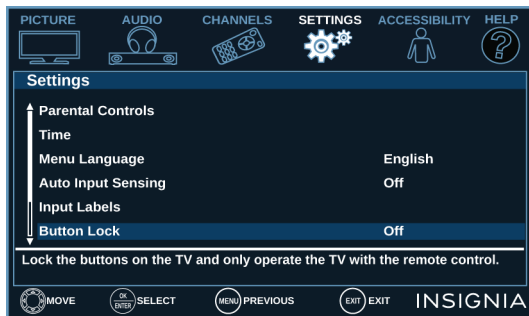 PICTURE AUDIO CHANNELS SETTINGS ACCESSIBILITY HELP
?
Settings
Parental Controls
Time
Menu Language English
Auto Input Sensing Off
Input Labels
Button Lock Off
Lock the buttons on the TV and only operate the TV with the remote control.
MOVE OK ENTER SELECT MENU PREVIOUS EXIT EXIT INSIGNIA